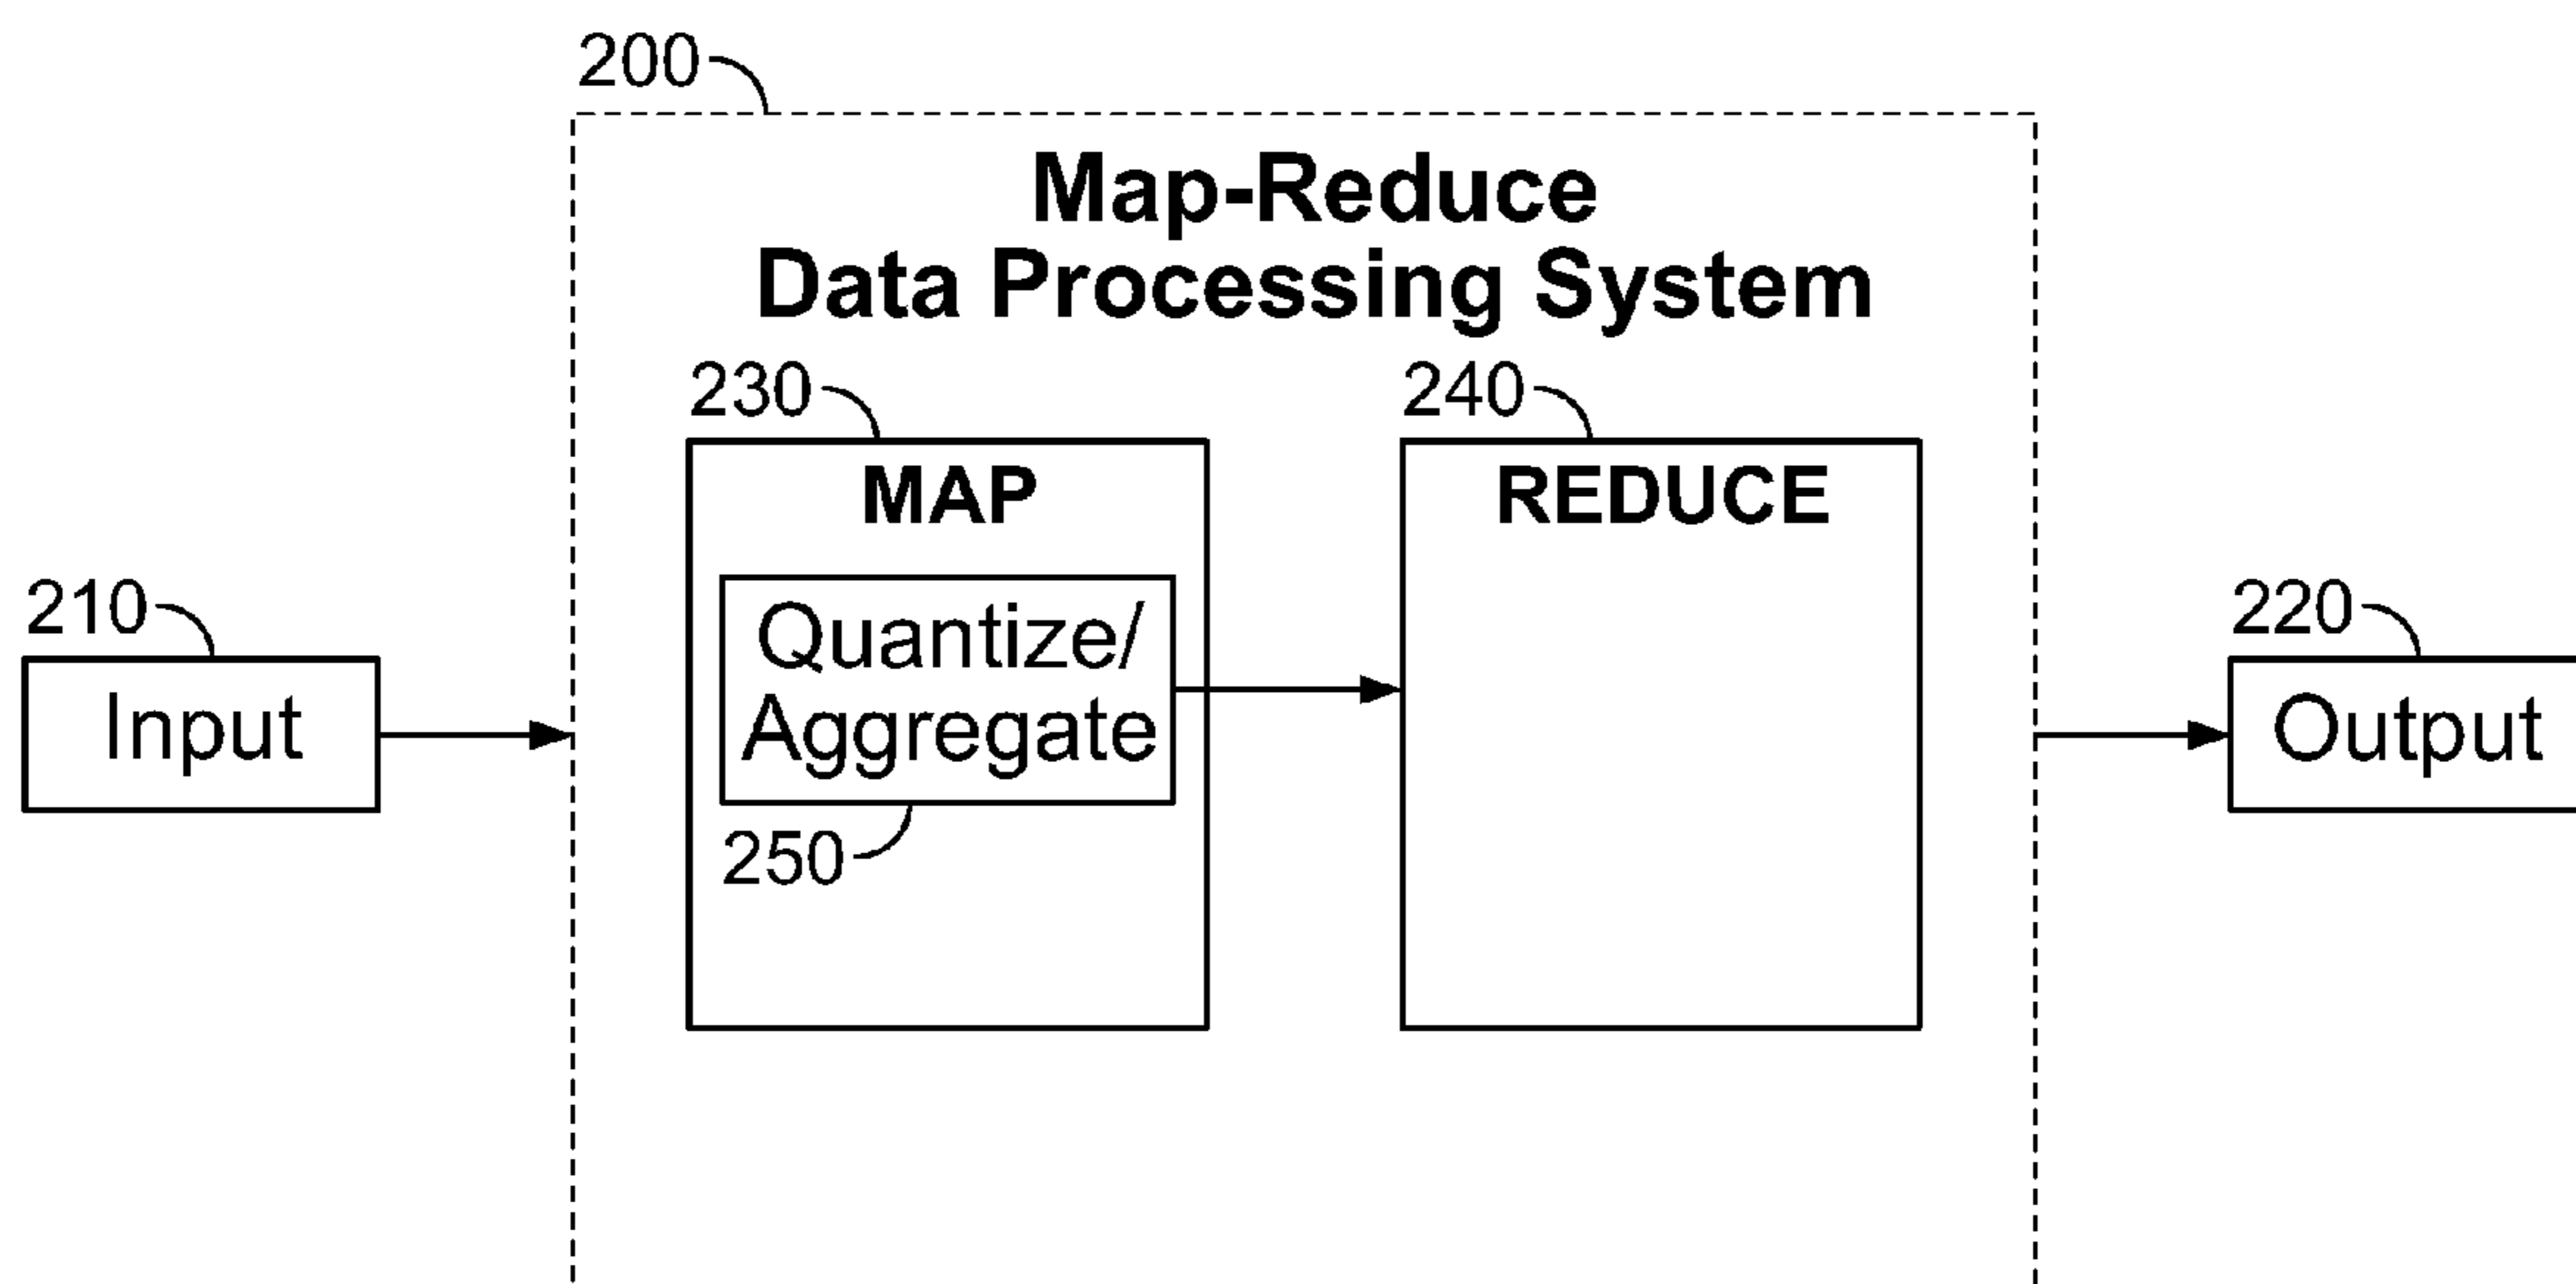 200
Map-Reduce
Data Processing System
230
240
MAP
REDUCE
210
Input
Quantize/
Aggregate
250
220
Output